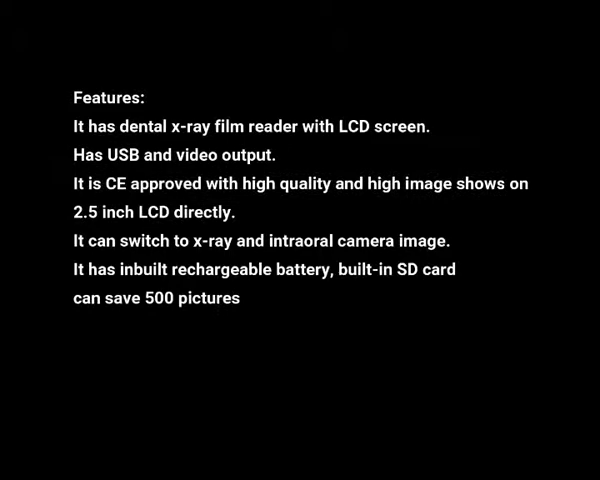 Features:
It has dental x-ray film reader with LCD screen.
Has USB and video output.
It is CE approved with high quality and high image shows on
2.5 inch LCD directly.
It can switch to x-ray and intraoral camera image.
It has inbuilt rechargeable battery, built-in SD card
can save 500 pictures